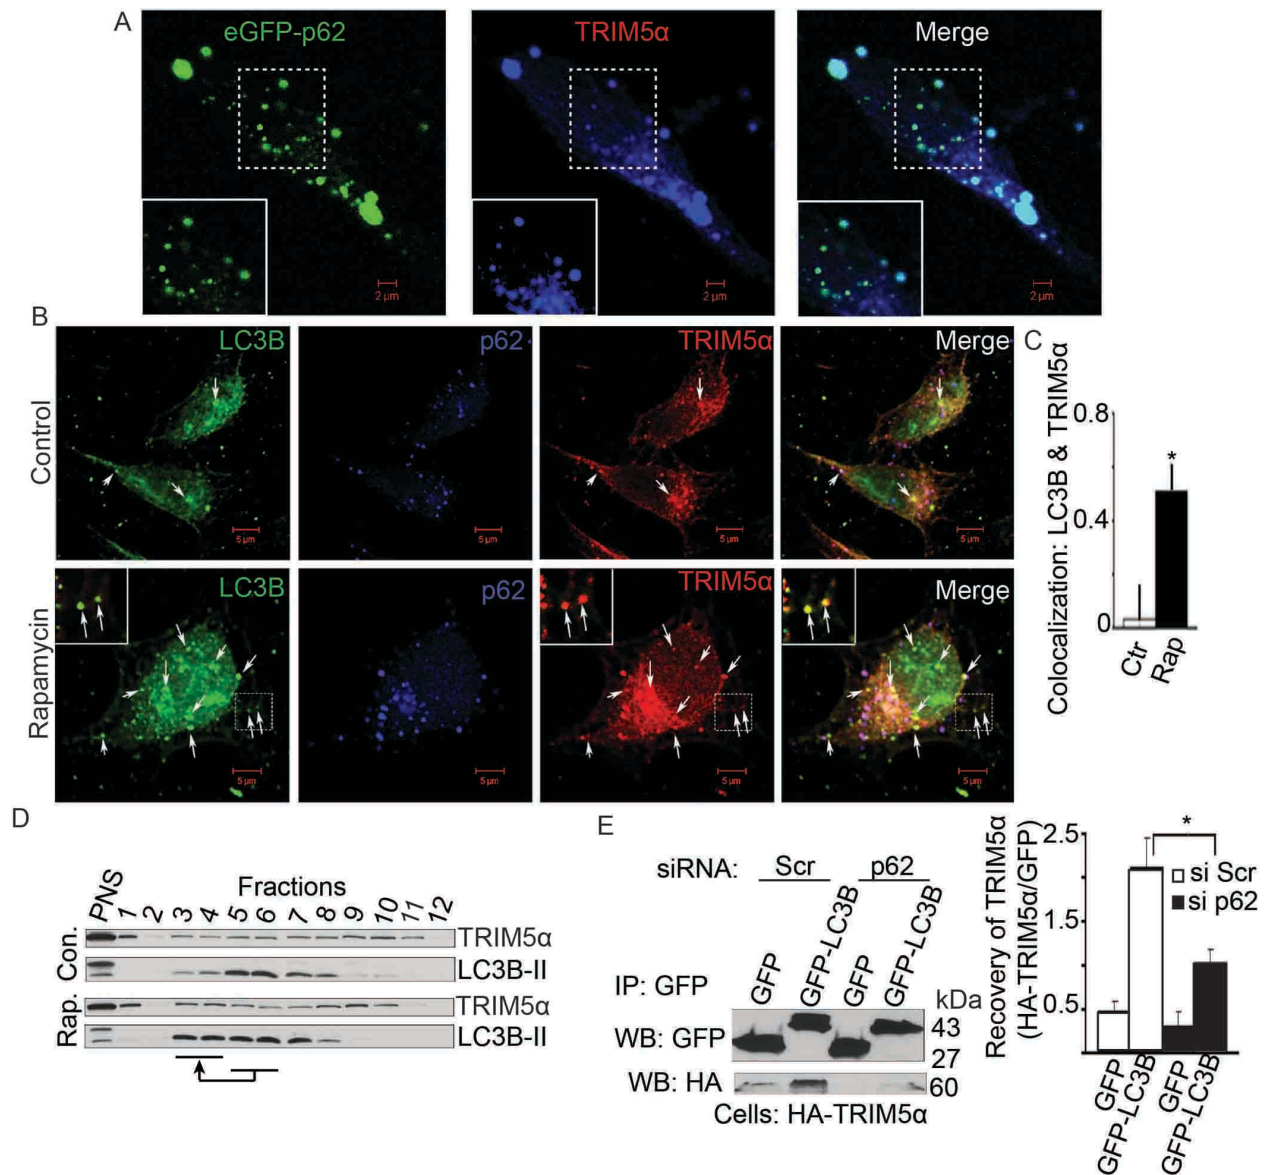 A
eGFP-p62
TRIM5α
Merge
2 µm
2 µm
2 µm
B
Control
LC3B
p62
TRIM5α
Merge
5 µm
5 µm
5 µm
5 µm
Rapamycin
LC3B
p62
TRIM5α
Merge
5 µm
5 µm
5 µm
5 µm
C
Colocalization: LC3B & TRIM5α
0.8
*
0.4
0
Ctr
Rap
D
Fractions
PNS 1 2 3 4 5 6 7 8 9 10 11 12
Con.
TRIM5α
LC3B-II
Rap.
TRIM5α
LC3B-II
E
siRNA: Scr p62
IP: GFP
GFP GFP-LC3B GFP GFP-LC3B
kDa
WB: GFP
43
27
WB: HA
60
Cells: HA-TRIM5α
Recovery of TRIM5α
(HA-TRIM5α/GFP)
2.5
*
si Scr
si p62
1.5
0.5
GFP
GFP-LC3B
GFP
GFP-LC3B